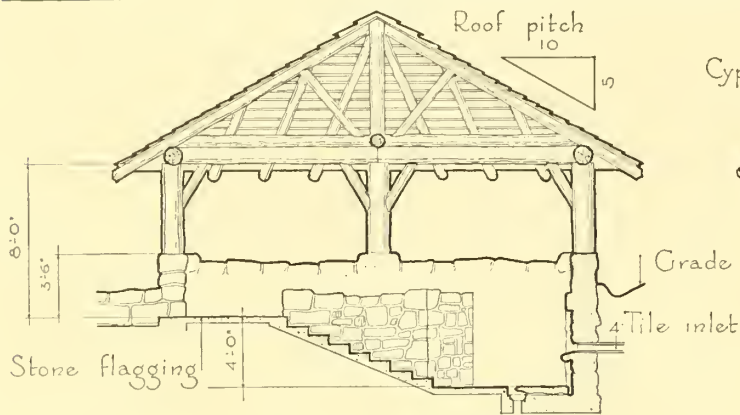 Roof pitch
10
5
Cyp
8'-0"
3'-6"
Grade
4" Tile inlet
Stone flagging
4'-0"